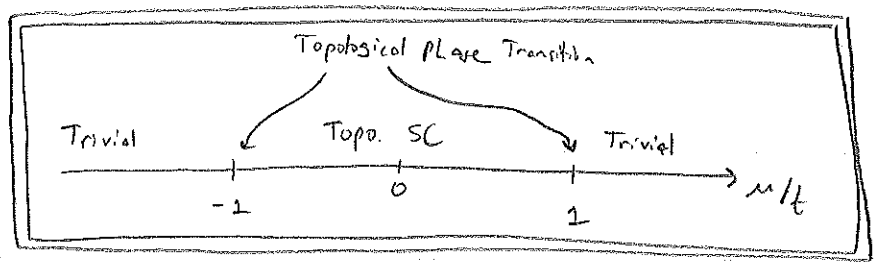 Topological Phase Transition
Trivial Topo. SC Trivial
-1 0 1 μ/t